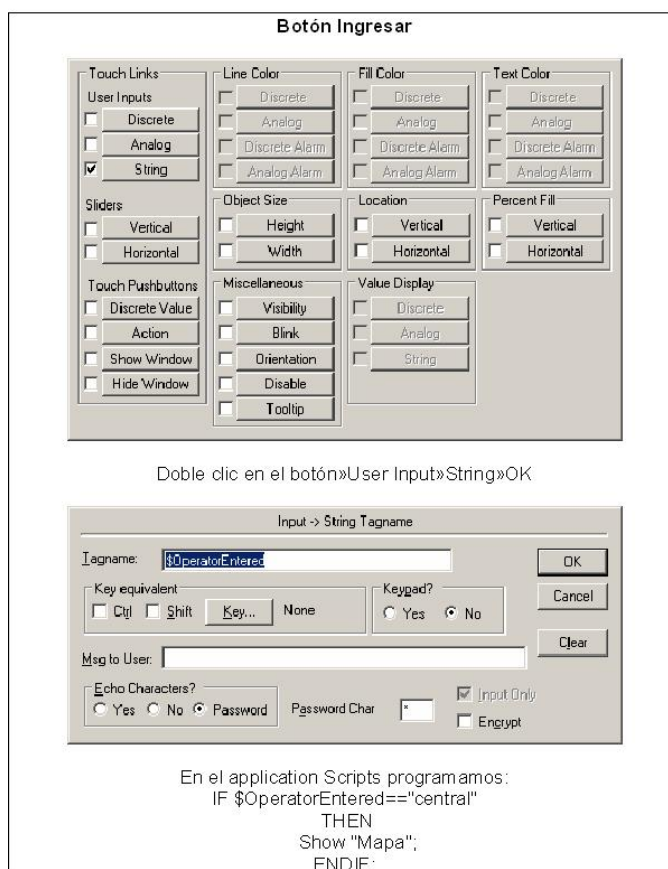 Botón Ingresar
Touch Links
User Inputs
Discrete
Analog
String
Sliders
Vertical
Horizontal
Touch Pushbuttons
Discrete Value
Action
Show Window
Hide Window
Line Color
Discrete
Analog
Discrete Alarm
Analog Alarm
Fill Color
Discrete
Analog
Discrete Alarm
Analog Alarm
Text Color
Discrete
Analog
Discrete Alarm
Analog Alarm
Object Size
Height
Width
Location
Vertical
Horizontal
Percent Fill
Vertical
Horizontal
Miscellaneous
Visibility
Blink
Orientation
Disable
Tooltip
Value Display
Discrete
Analog
String
Doble clic en el botón»User Input»String»OK
Input -> String Tagname
Tagname: $OperatorEntered
OK
Key equivalent
Ctrl Shift Key... None
Keypad?
Yes No
Cancel
Clear
Msg to User:
Echo Characters?
Yes No Password
Password Char *
Input Only
Encrypt
En el application Scripts programamos:
IF $OperatorEntered=="central"
THEN
Show "Mapa";
ENDIF;